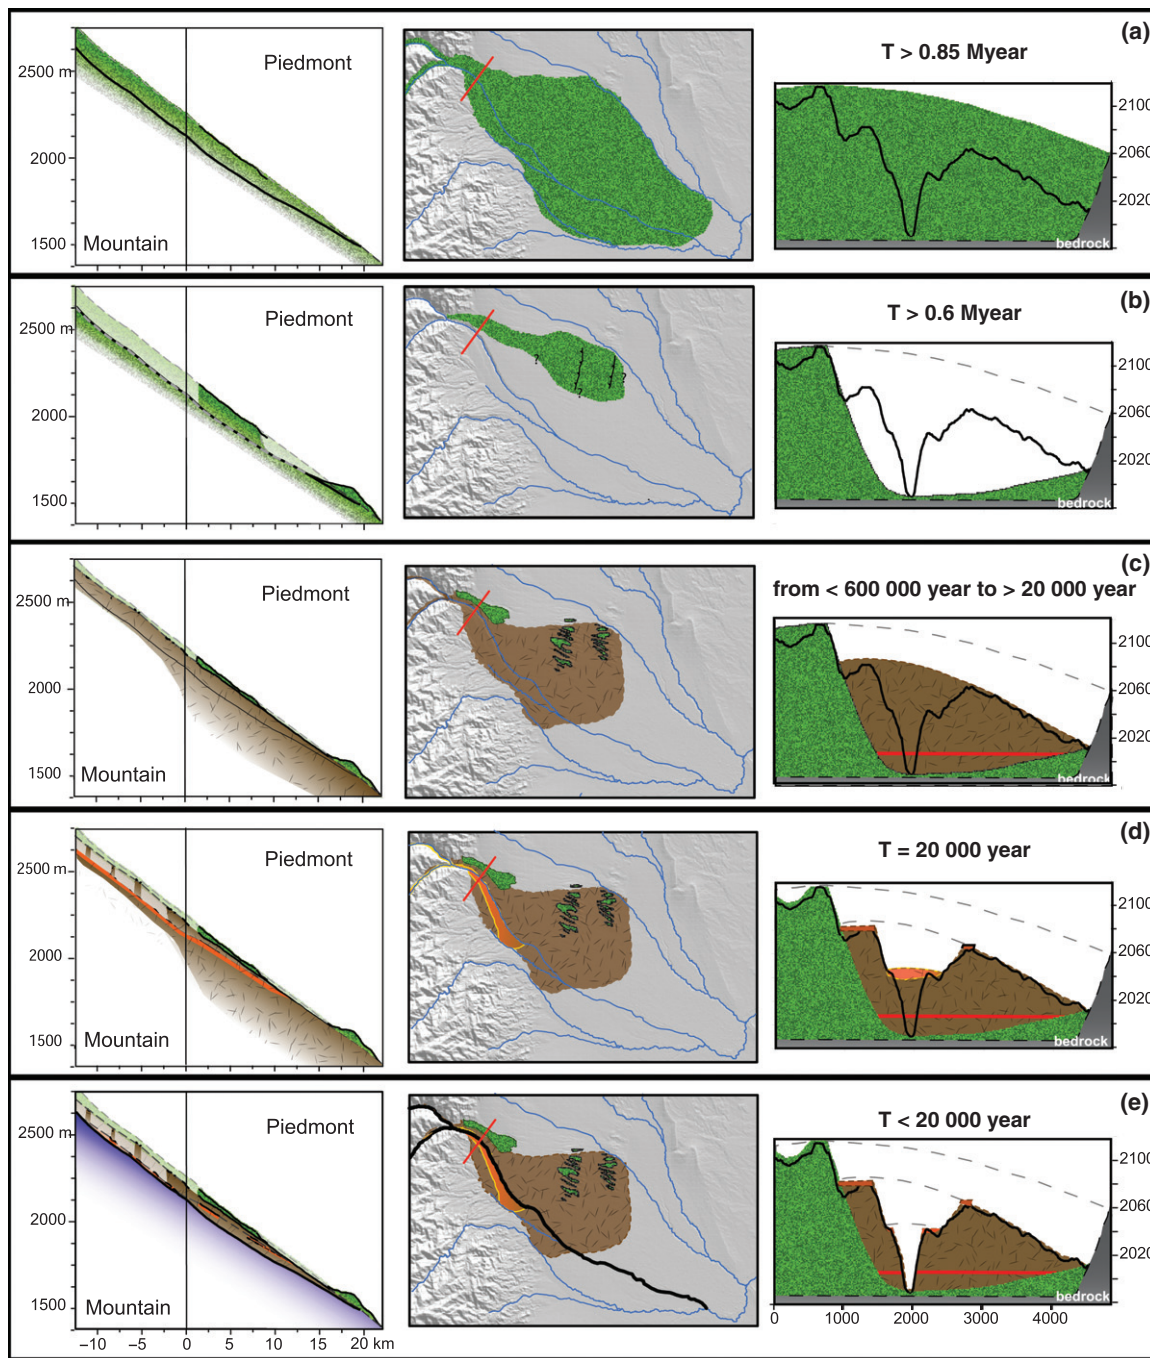 (a)
T > 0.85 Myear
Piedmont
2500 m
2000
1500
Mountain
2100
2060
2020
bedrock
(b)
T > 0.6 Myear
Piedmont
2500 m
2000
1500
?
?
?
2100
2060
2020
bedrock
(c)
from < 600 000 year to > 20 000 year
Piedmont
2500 m
2000
1500
Mountain
2100
2060
2020
bedrock
(d)
T = 20 000 year
Piedmont
2500 m
2000
1500
Mountain
2100
2060
2020
bedrock
(e)
T < 20 000 year
Piedmont
2500 m
2000
1500
Mountain
−10 −5 0 5 10 15 20 km
2100
2060
2020
bedrock
0 1000 2000 3000 4000